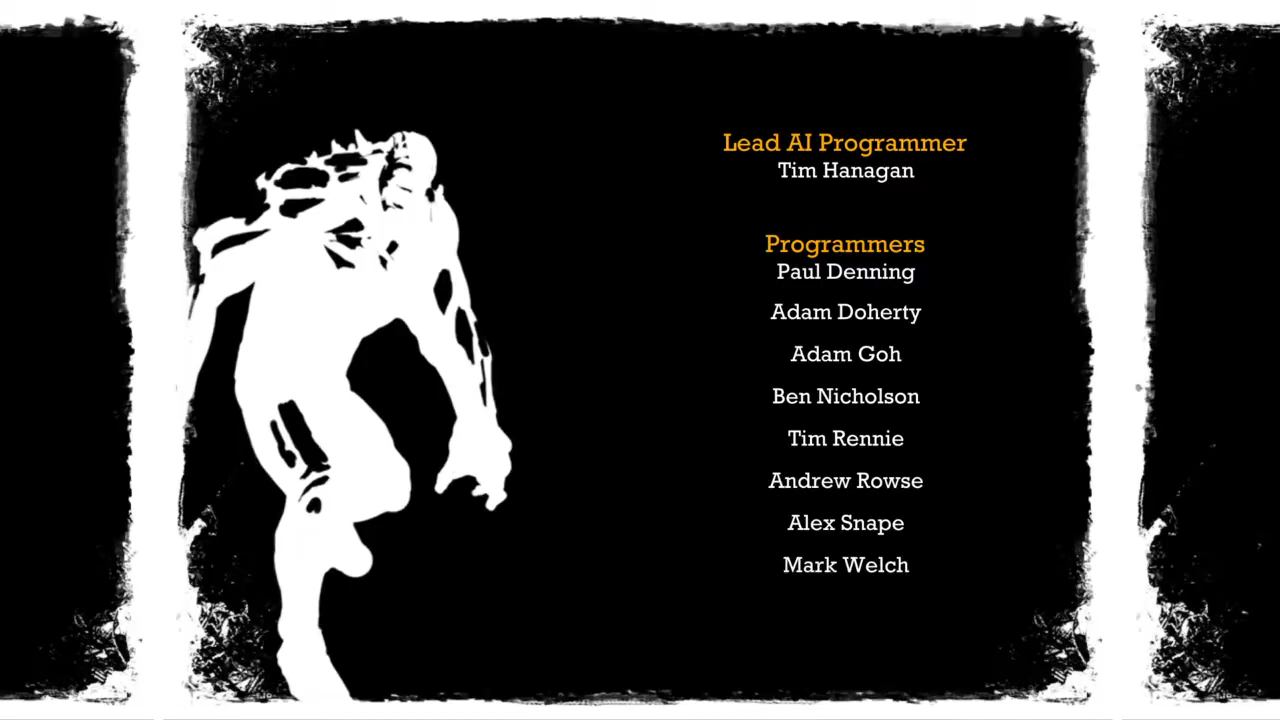 Lead AI Programmer
Tim Hanagan
Programmers
Paul Denning
Adam Doherty
Adam Goh
Ben Nicholson
Tim Rennie
Andrew Rowse
Alex Snape
Mark Welch